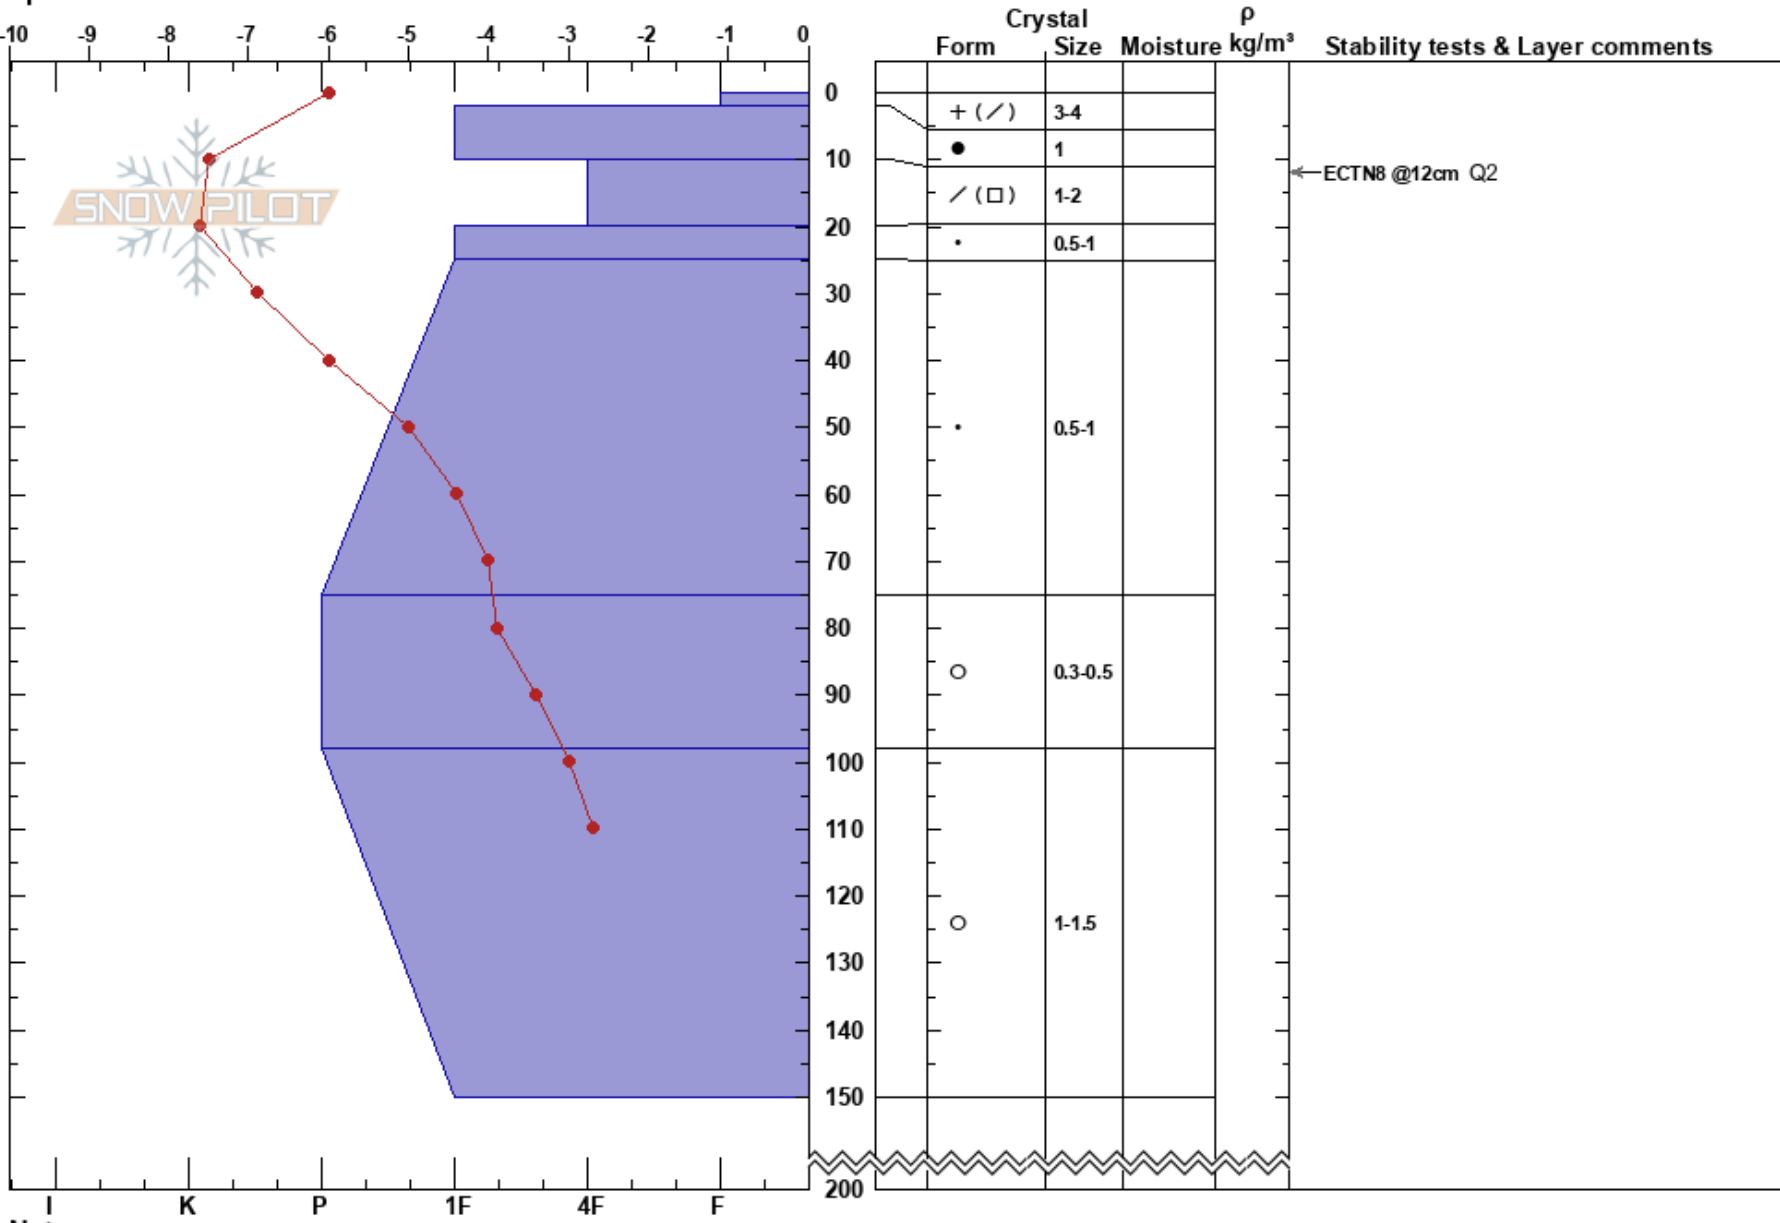 Crystal ρ
-10 -9 -8 -7 -6 -5 -4 -3 -2 -1 0
Form Size Moisture kg/m³ Stability tests & Layer comments
0
+ (/) 3-4
● 1
10
ECTN8 @12cm Q2
/ (□) 1-2
SNOW PILOT
20
• 0.5-1
30
40
50 • 0.5-1
60
70
80
○ 0.3-0.5
90
100
110
120
○ 1-1.5
130
140
150
200
I K P 1F 4F F